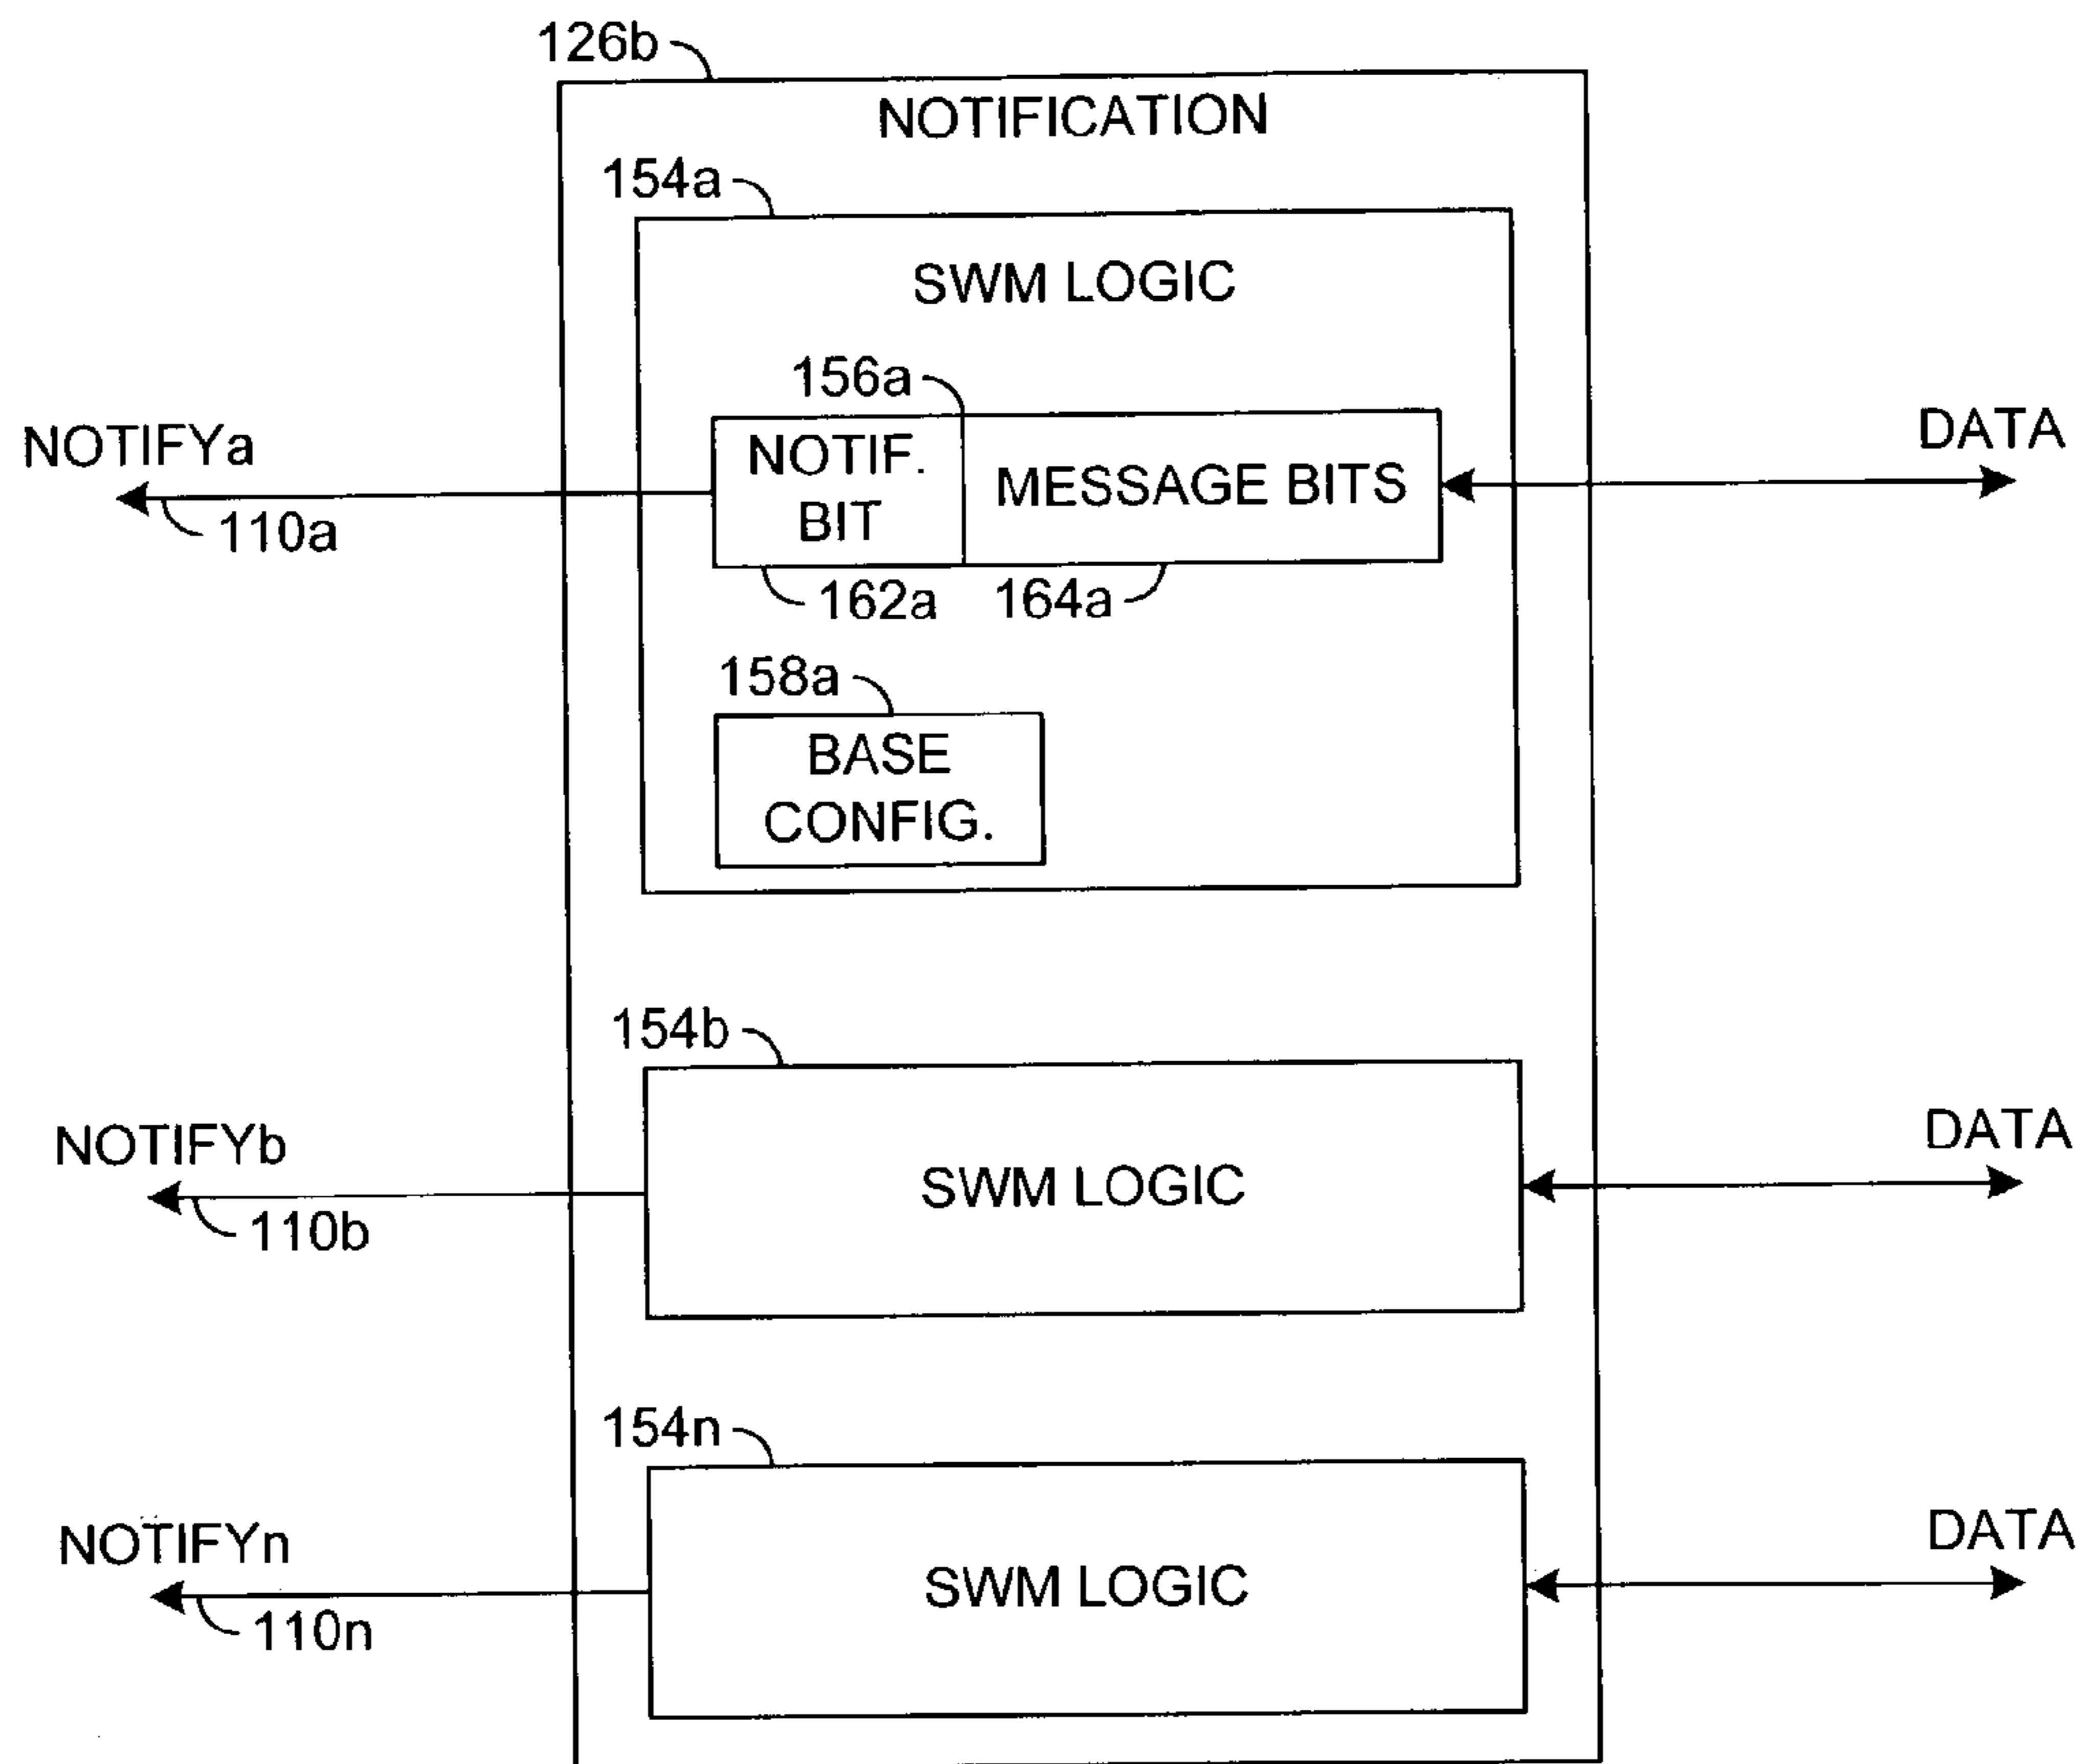 126b
NOTIFICATION
154a
SWM LOGIC
156a
NOTIFYa
NOTIF.
BIT
MESSAGE BITS
DATA
110a
162a
164a
158a
BASE
CONFIG.
154b
NOTIFYb
SWM LOGIC
DATA
110b
154n
NOTIFYn
SWM LOGIC
DATA
110n